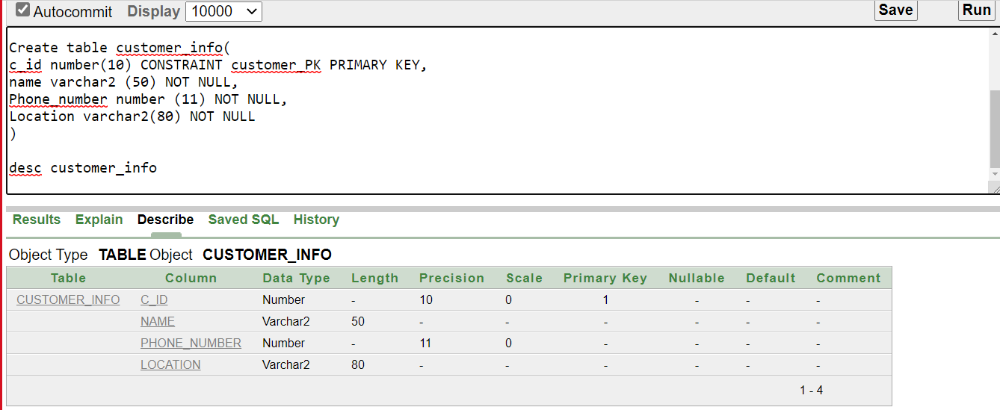 Autocommit Display 10000 Save Run
Create table customer_info(
c_id number(10) CONSTRAINT customer_PK PRIMARY KEY,
name varchar2 (50) NOT NULL,
Phone_number number (11) NOT NULL,
Location varchar2(80) NOT NULL
)
desc customer_info
Results Explain Describe Saved SQL History
Object Type TABLE Object CUSTOMER_INFO
Table Column Data Type Length Precision Scale Primary Key Nullable Default Comment
CUSTOMER_INFO C_ID Number - 10 0 1 - - -
NAME Varchar2 50 - - - - - -
PHONE_NUMBER Number - 11 0 - - - -
LOCATION Varchar2 80 - - - - - -
1 - 4